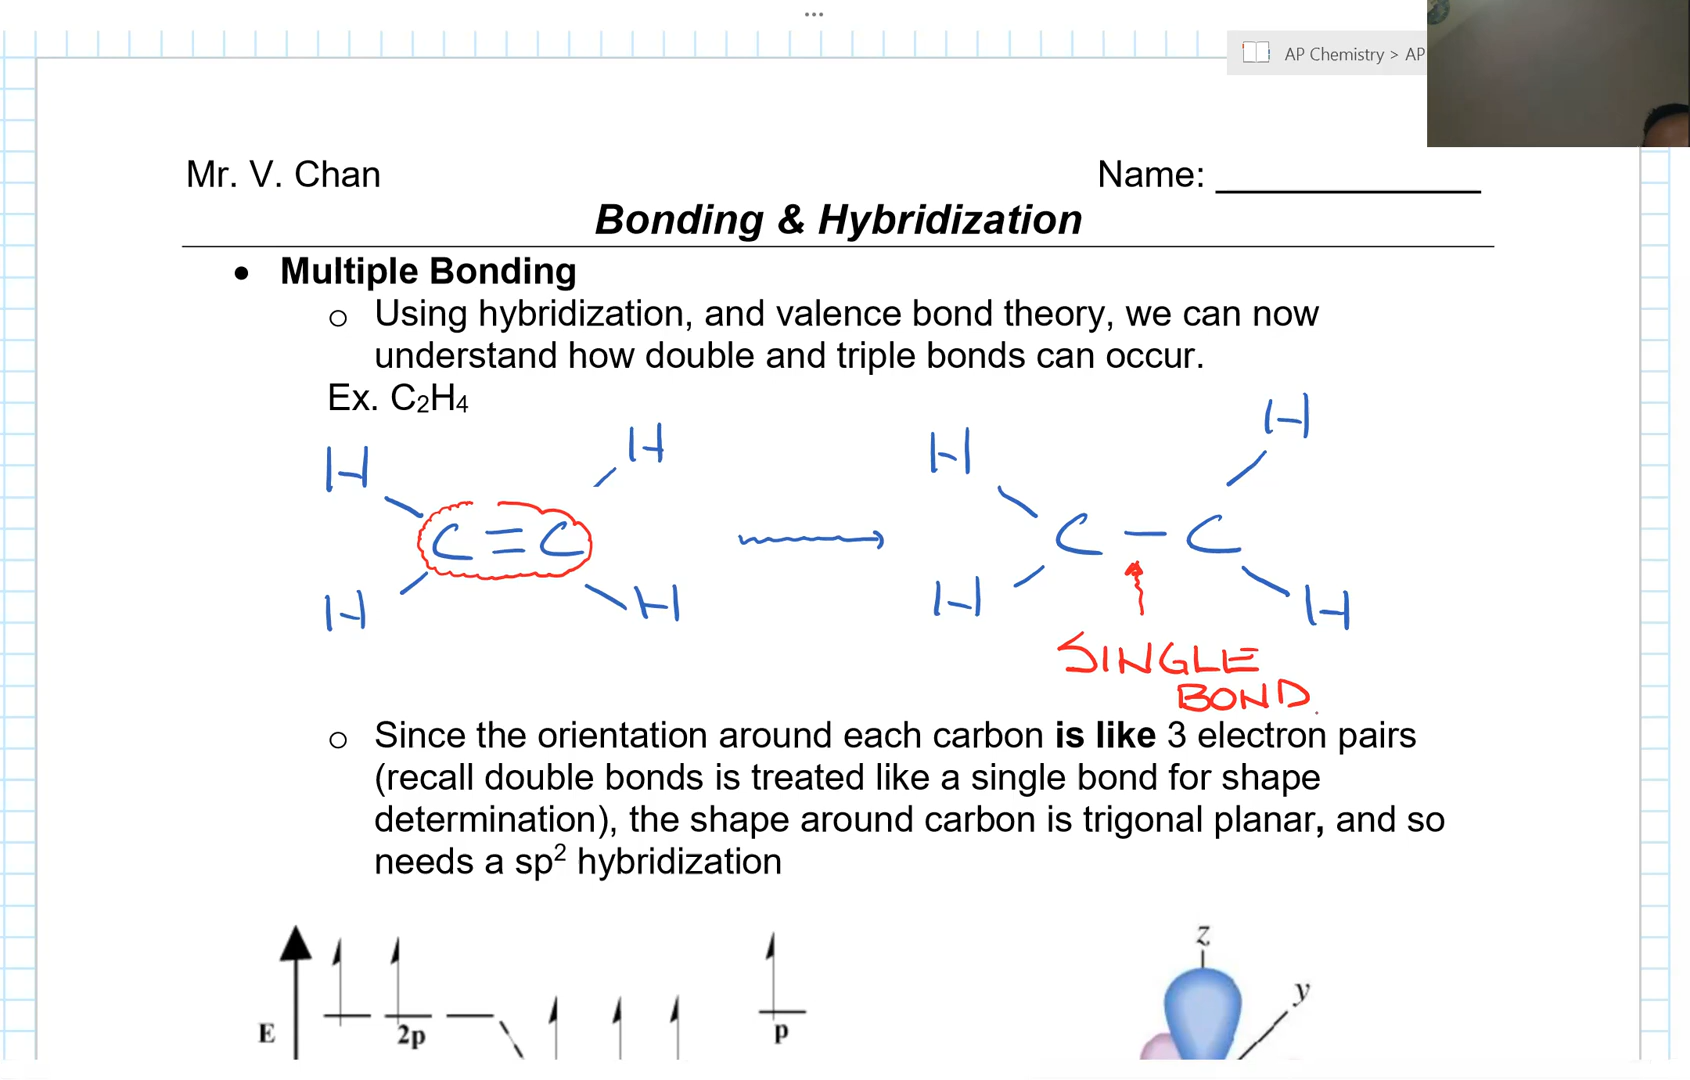 ...
AP Chemistry > AP
Mr. V. Chan Name: ______________
Bonding & Hybridization
• Multiple Bonding
o Using hybridization, and valence bond theory, we can now
understand how double and triple bonds can occur.
Ex. C₂H₄
H H H H
C = C C - C
H H H H
SINGLE
BOND.
o Since the orientation around each carbon is like 3 electron pairs
(recall double bonds is treated like a single bond for shape
determination), the shape around carbon is trigonal planar, and so
needs a sp² hybridization
z
y
E 2p p